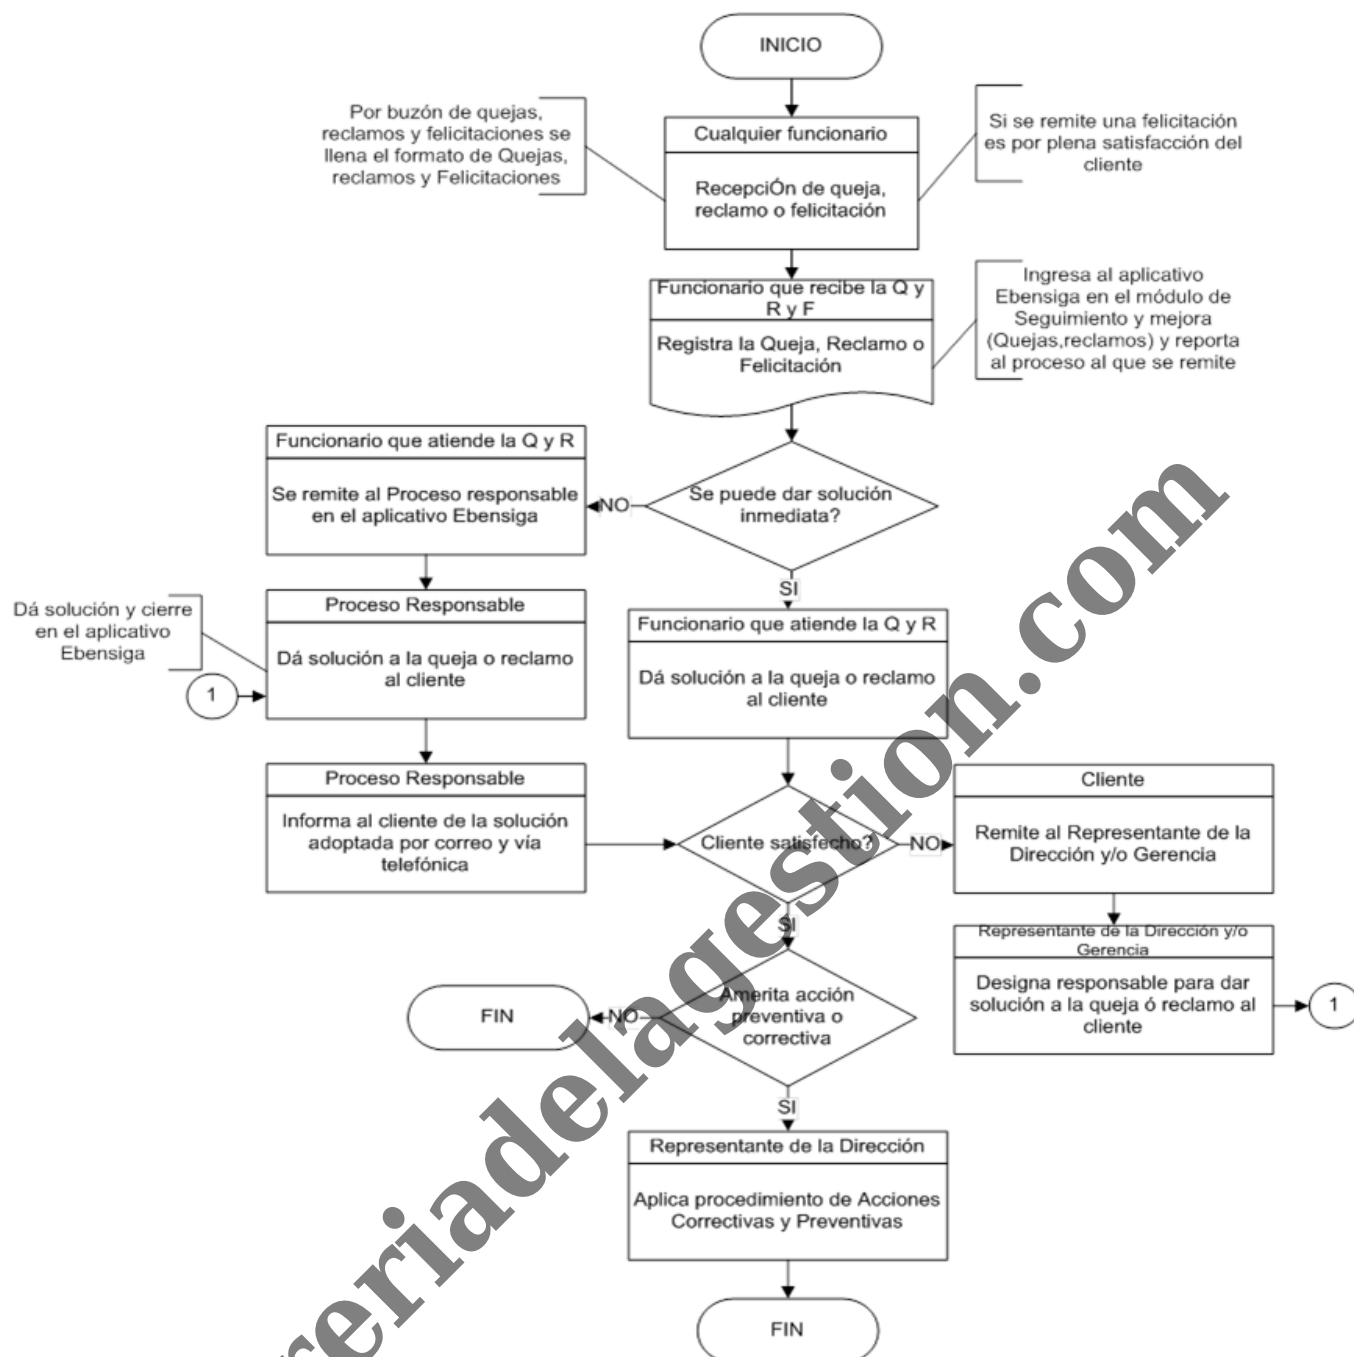 INICIO
Por buzón de quejas,
reclamos y felicitaciones se
llena el formato de Quejas,
reclamos y Felicitaciones
Cualquier funcionario
RecepciÓn de queja,
reclamo o felicitación
Si se remite una felicitación
es por plena satisfacción del
cliente
Funcionario que recibe la Q y
R y F
Registra la Queja, Reclamo o
Felicitación
Ingresa al aplicativo
Ebensiga en el módulo de
Seguimiento y mejora
(Quejas,reclamos) y reporta
al proceso al que se remite
Se puede dar solución
inmediata?
NO
Funcionario que atiende la Q y R
Se remite al Proceso responsable
en el aplicativo Ebensiga
SI
Dá solución y cierre
en el aplicativo
Ebensiga
1
Proceso Responsable
Dá solución a la queja o reclamo
al cliente
Funcionario que atiende la Q y R
Dá solución a la queja o reclamo
al cliente
Proceso Responsable
Informa al cliente de la solución
adoptada por correo y vía
telefónica
Cliente satisfecho?
NO
Cliente
Remite al Representante de la
Dirección y/o Gerencia
SI
Representante de la Dirección y/o
Gerencia
Designa responsable para dar
solución a la queja ó reclamo al
cliente
1
Amerita acción
preventiva o
correctiva
NO
FIN
SI
Representante de la Dirección
Aplica procedimiento de Acciones
Correctivas y Preventivas
FIN
reriadelagestion.com